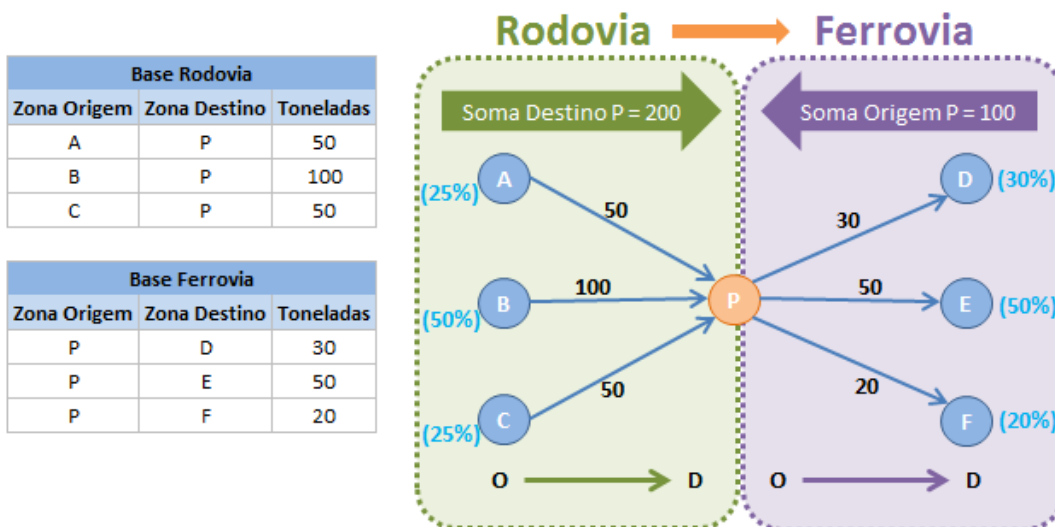 Rodovia Ferrovia
Base Rodovia
Zona Origem Zona Destino Toneladas
A P 50
B P 100
C P 50
Base Ferrovia
Zona Origem Zona Destino Toneladas
P D 30
P E 50
P F 20
Soma Destino P = 200
Soma Origem P = 100
(25%) A
50
(50%) B
100
(25%) C
50
P
30
D (30%)
50
E (50%)
20
F (20%)
O D
O D